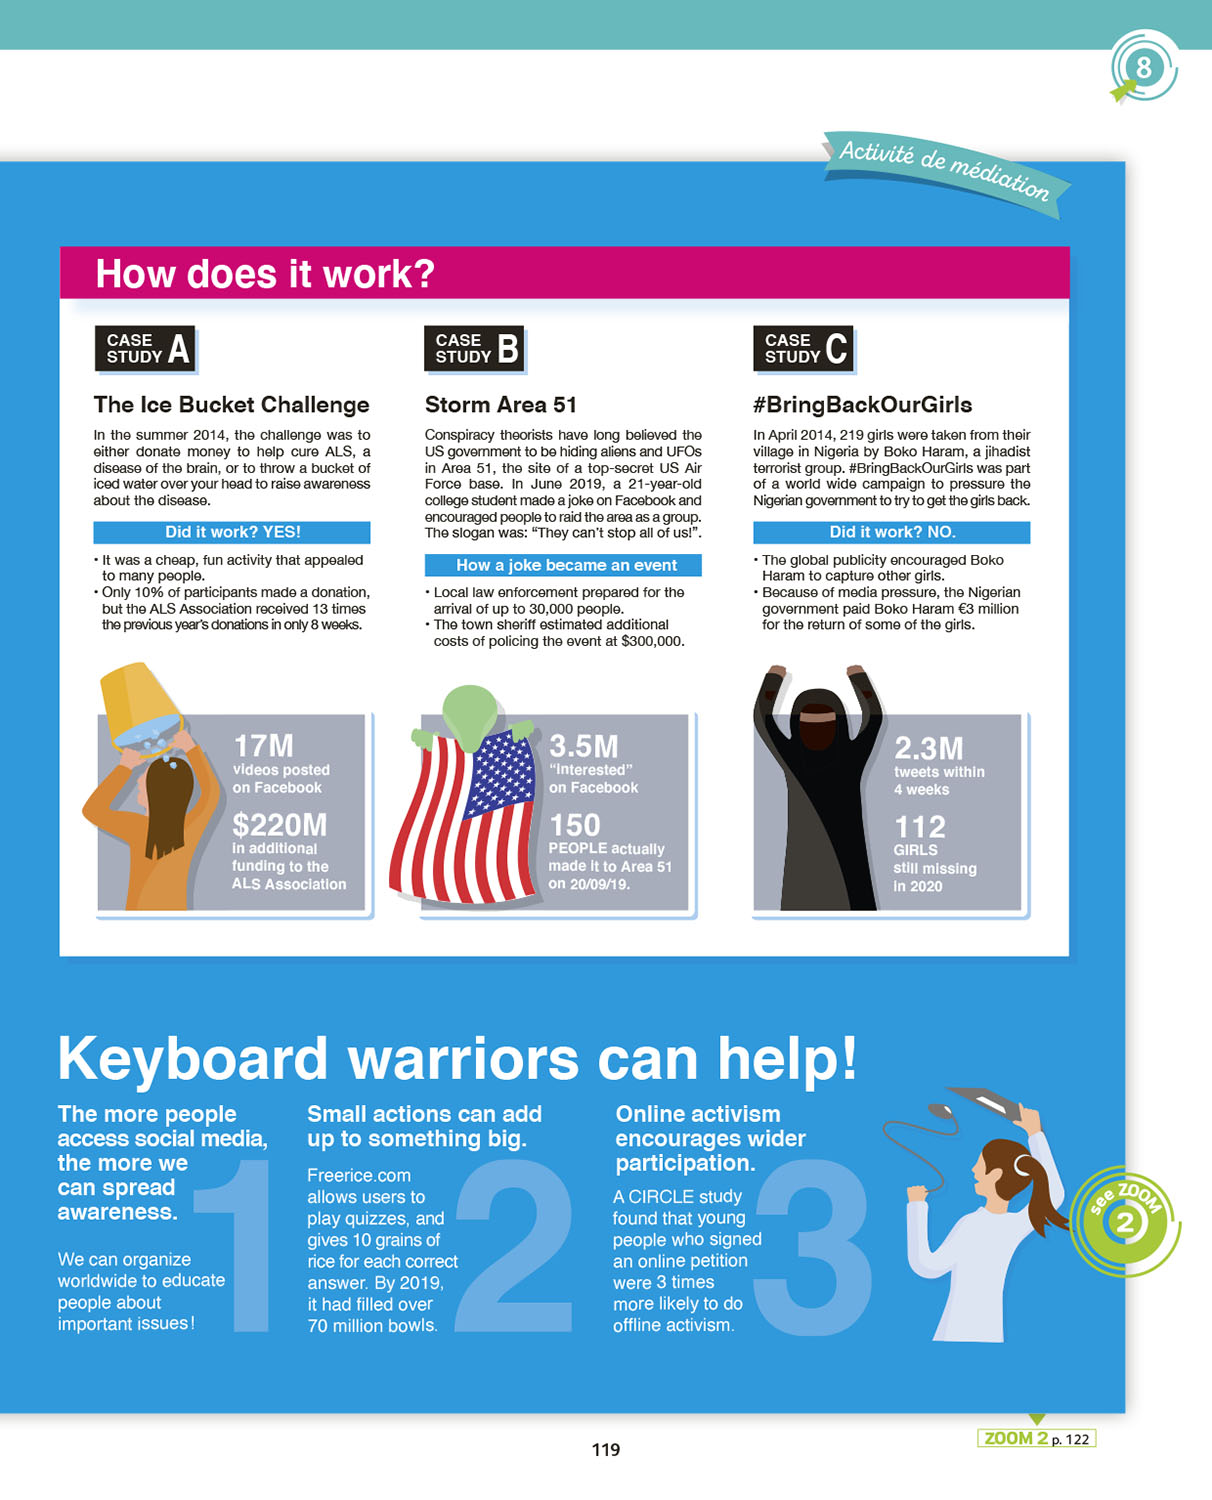 8
Activité de médiation
How does it work?
CASE
STUDY A
The Ice Bucket Challenge
In the summer 2014, the challenge was to
either donate money to help cure ALS, a
disease of the brain, or to throw a bucket of
iced water over your head to raise awareness
about the disease.
Did it work? YES!
• It was a cheap, fun activity that appealed
to many people.
• Only 10% of participants made a donation,
but the ALS Association received 13 times
the previous year's donations in only 8 weeks.
17M
videos posted
on Facebook
$220M
in additional
funding to the
ALS Association
CASE
STUDY B
Storm Area 51
Conspiracy theorists have long believed the
US government to be hiding aliens and UFOs
in Area 51, the site of a top-secret US Air
Force base. In June 2019, a 21-year-old
college student made a joke on Facebook and
encouraged people to raid the area as a group.
The slogan was: “They can't stop all of us!”.
How a joke became an event
• Local law enforcement prepared for the
arrival of up to 30,000 people.
• The town sheriff estimated additional
costs of policing the event at $300,000.
3.5M
“Interested”
on Facebook
150
PEOPLE actually
made it to Area 51
on 20/09/19.
CASE
STUDY C
#BringBackOurGirls
In April 2014, 219 girls were taken from their
village in Nigeria by Boko Haram, a jihadist
terrorist group. #BringBackOurGirls was part
of a world wide campaign to pressure the
Nigerian government to try to get the girls back.
Did it work? NO.
• The global publicity encouraged Boko
Haram to capture other girls.
• Because of media pressure, the Nigerian
government paid Boko Haram €3 million
for the return of some of the girls.
2.3M
tweets within
4 weeks
112
GIRLS
still missing
in 2020
Keyboard warriors can help!
1
The more people
access social media,
the more we
can spread
awareness.
We can organize
worldwide to educate
people about
important issues!
2
Small actions can add
up to something big.
Freerice.com
allows users to
play quizzes, and
gives 10 grains of
rice for each correct
answer. By 2019,
it had filled over
70 million bowls.
3
Online activism
encourages wider
participation.
A CIRCLE study
found that young
people who signed
an online petition
were 3 times
more likely to do
offline activism.
see ZOOM
2
ZOOM 2 p. 122
119